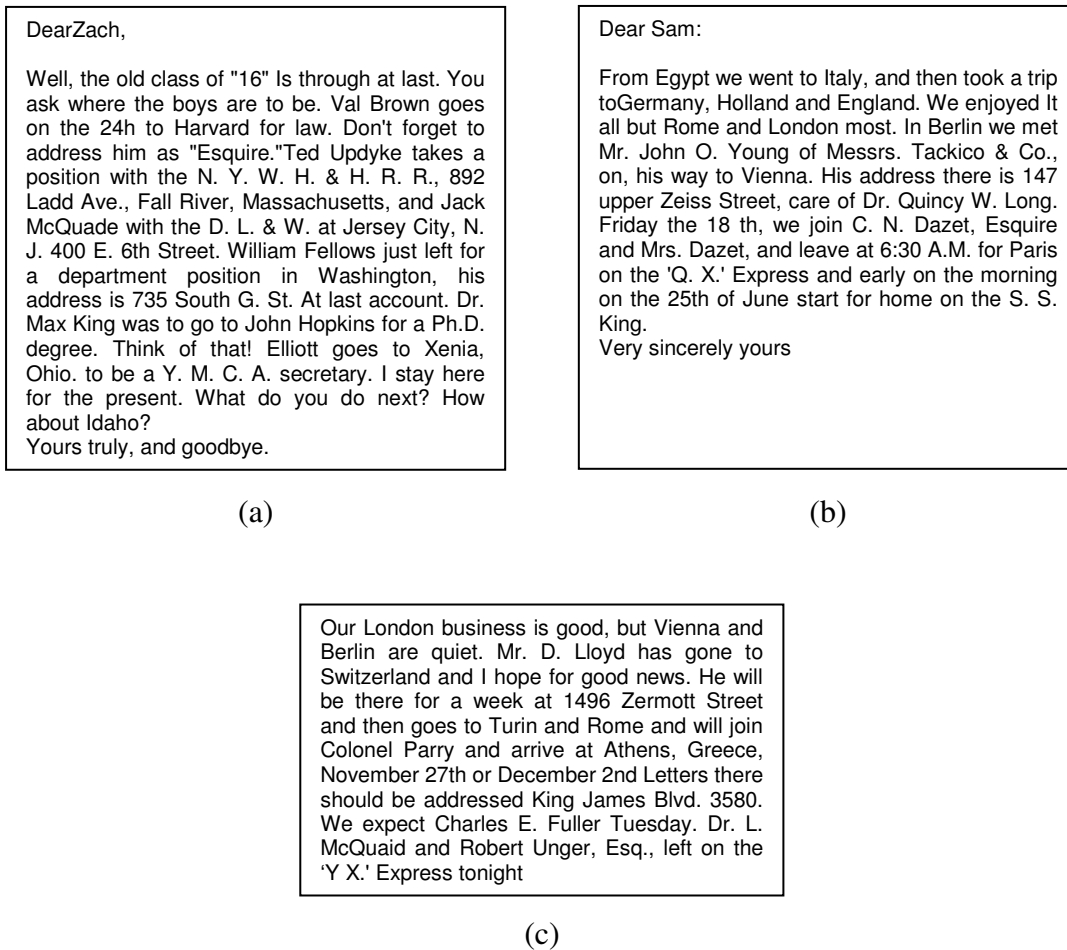 DearZach,
Well, the old class of "16" Is through at last. You
ask where the boys are to be. Val Brown goes
on the 24h to Harvard for law. Don't forget to
address him as "Esquire."Ted Updyke takes a
position with the N. Y. W. H. & H. R. R., 892
Ladd Ave., Fall River, Massachusetts, and Jack
McQuade with the D. L. & W. at Jersey City, N.
J. 400 E. 6th Street. William Fellows just left for
a department position in Washington, his
address is 735 South G. St. At last account. Dr.
Max King was to go to John Hopkins for a Ph.D.
degree. Think of that! Elliott goes to Xenia,
Ohio. to be a Y. M. C. A. secretary. I stay here
for the present. What do you do next? How
about Idaho?
Yours truly, and goodbye.
(a)
Dear Sam:
From Egypt we went to Italy, and then took a trip
toGermany, Holland and England. We enjoyed It
all but Rome and London most. In Berlin we met
Mr. John O. Young of Messrs. Tackico & Co.,
on, his way to Vienna. His address there is 147
upper Zeiss Street, care of Dr. Quincy W. Long.
Friday the 18 th, we join C. N. Dazet, Esquire
and Mrs. Dazet, and leave at 6:30 A.M. for Paris
on the 'Q. X.' Express and early on the morning
on the 25th of June start for home on the S. S.
King.
Very sincerely yours
(b)
Our London business is good, but Vienna and
Berlin are quiet. Mr. D. Lloyd has gone to
Switzerland and I hope for good news. He will
be there for a week at 1496 Zermott Street
and then goes to Turin and Rome and will join
Colonel Parry and arrive at Athens, Greece,
November 27th or December 2nd Letters there
should be addressed King James Blvd. 3580.
We expect Charles E. Fuller Tuesday. Dr. L.
McQuaid and Robert Unger, Esq., left on the
‘Y X.' Express tonight
(c)